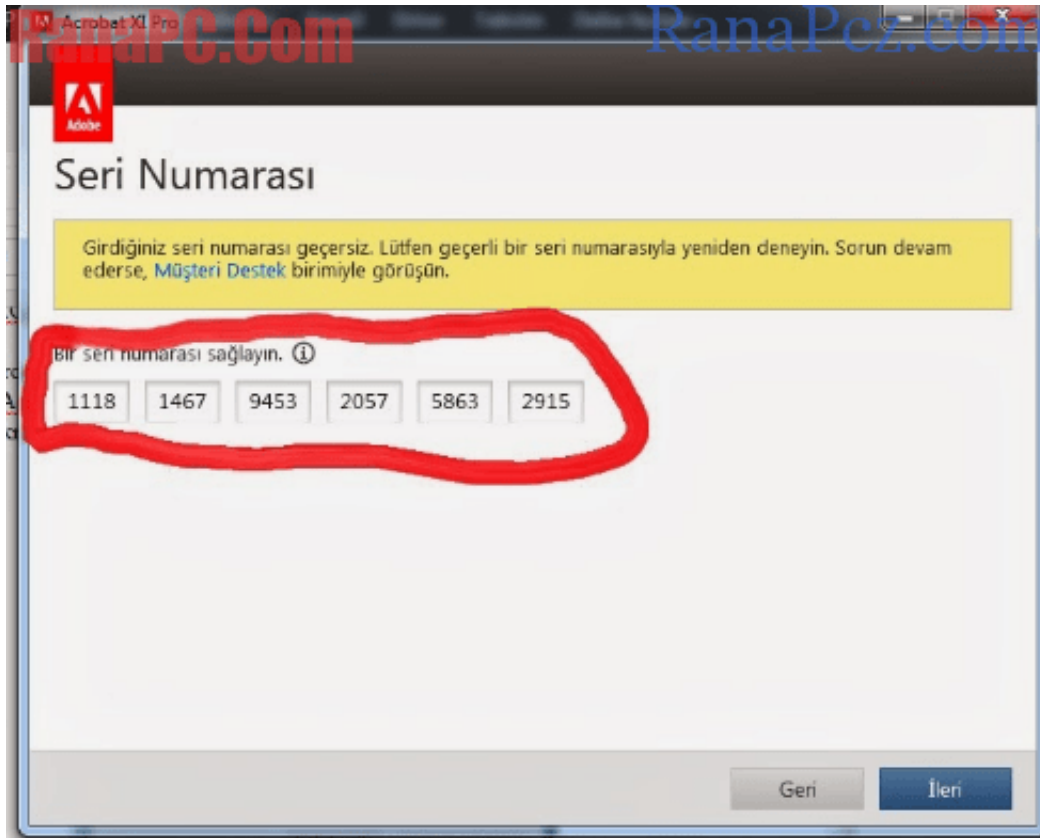 Acrobat XI Pro
RanaPC.Com
RanaPcz.com
Adobe
Seri Numarası
Girdiğiniz seri numarası geçersiz. Lütfen geçerli bir seri numarasıyla yeniden deneyin. Sorun devam
ederse, Müşteri Destek birimiyle görüşün.
Bir seri numarası sağlayın.
1118 1467 9453 2057 5863 2915
Geri İleri